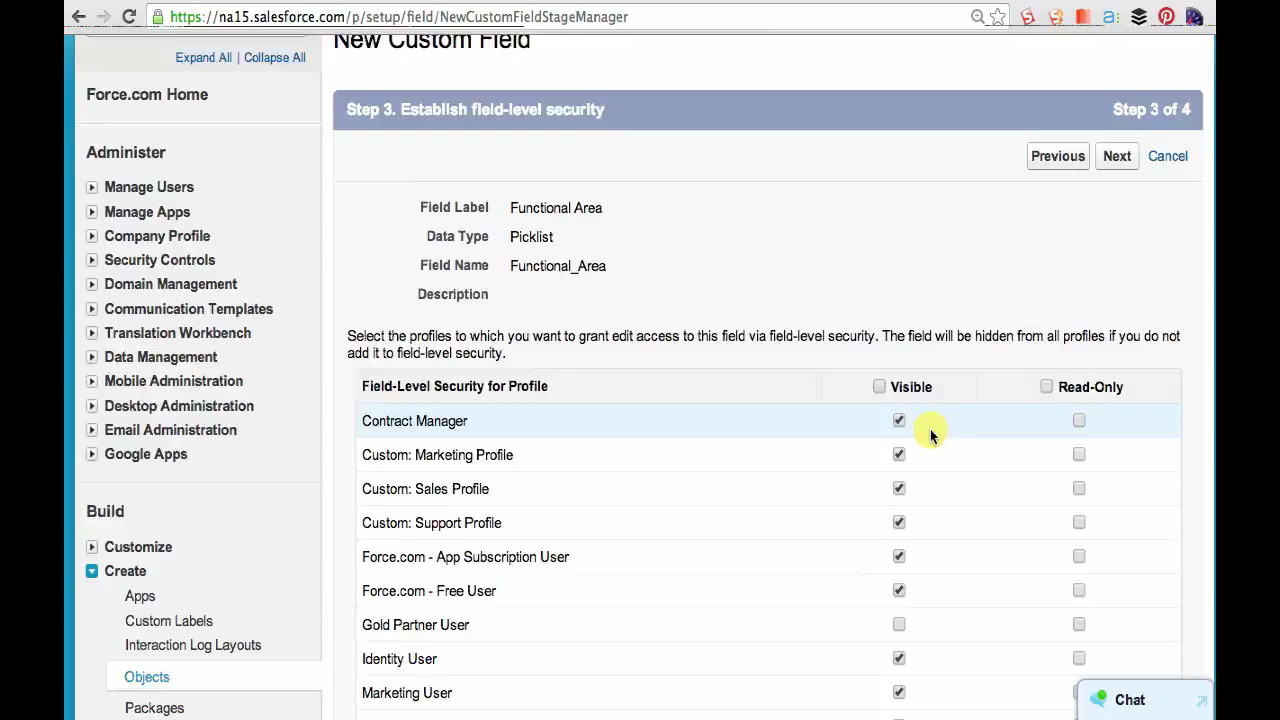 https://na15.salesforce.com/p/setup/field/NewCustomFieldStageManager
Expand All | Collapse All
Force.com Home
Administer
Manage Users
Manage Apps
Company Profile
Security Controls
Domain Management
Communication Templates
Translation Workbench
Data Management
Mobile Administration
Desktop Administration
Email Administration
Google Apps
Build
Customize
Create
Apps
Custom Labels
Interaction Log Layouts
Objects
Packages
New Custom Field
Step 3. Establish field-level security
Step 3 of 4
Previous
Next
Cancel
Field Label Functional Area
Data Type Picklist
Field Name Functional_Area
Description
Select the profiles to which you want to grant edit access to this field via field-level security. The field will be hidden from all profiles if you do not
add it to field-level security.
Field-Level Security for Profile Visible Read-Only
Contract Manager
Custom: Marketing Profile
Custom: Sales Profile
Custom: Support Profile
Force.com - App Subscription User
Force.com - Free User
Gold Partner User
Identity User
Marketing User
Chat